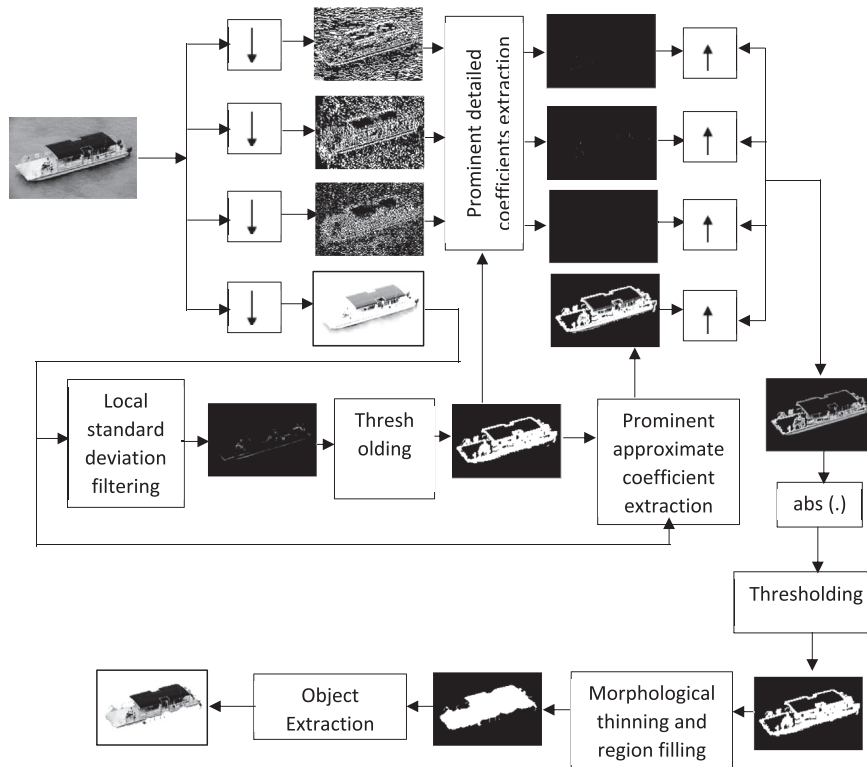 Prominent detailed
coefficients extraction
Local
standard
deviation
filtering
Thresh
olding
Prominent
approximate
coefficient
extraction
abs (.)
Thresholding
Object
Extraction
Morphological
thinning and
region filling